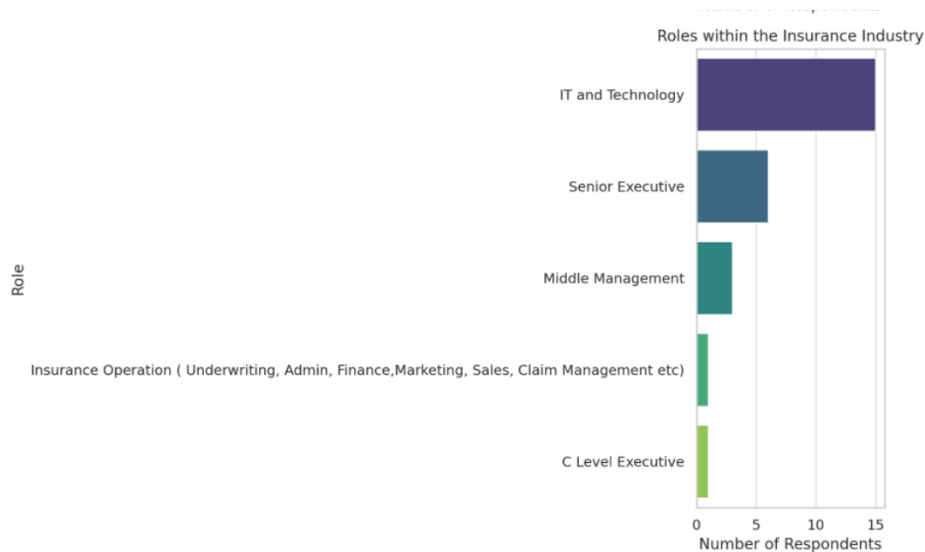 Roles within the Insurance Industry
IT and Technology
Senior Executive
Middle Management
Role
Insurance Operation ( Underwriting, Admin, Finance,Marketing, Sales, Claim Management etc)
C Level Executive
0 5 10 15
Number of Respondents